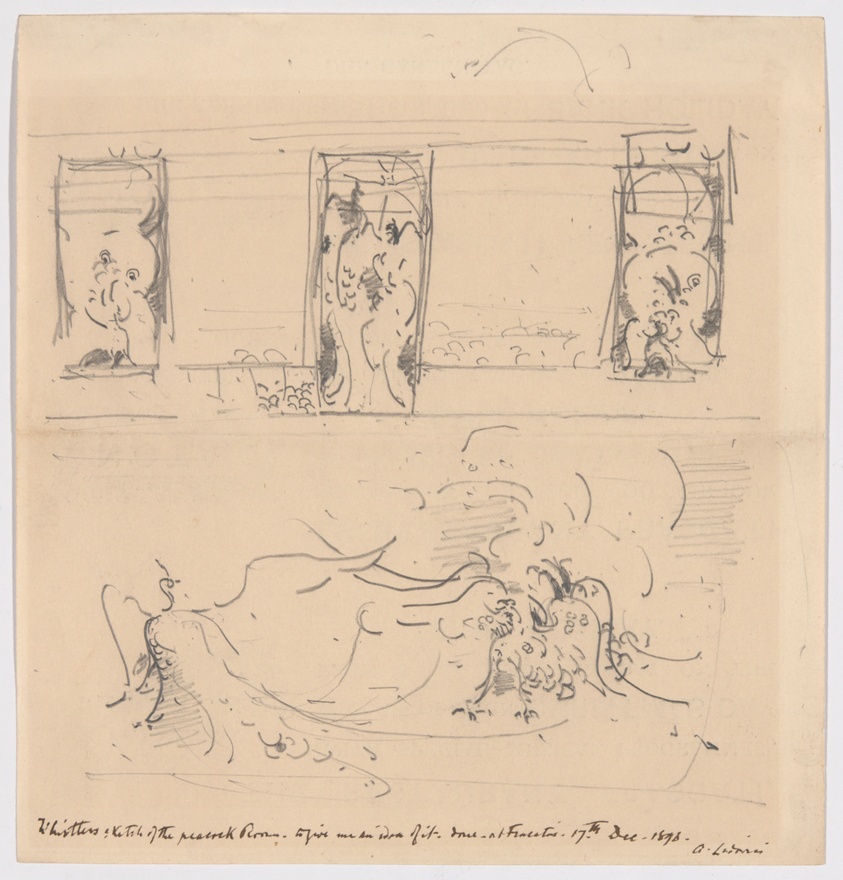 Whistlers sketch of the peacock Room - to give me an idea of it. done - at - 17th Dec - 1898.
A. Ludovici